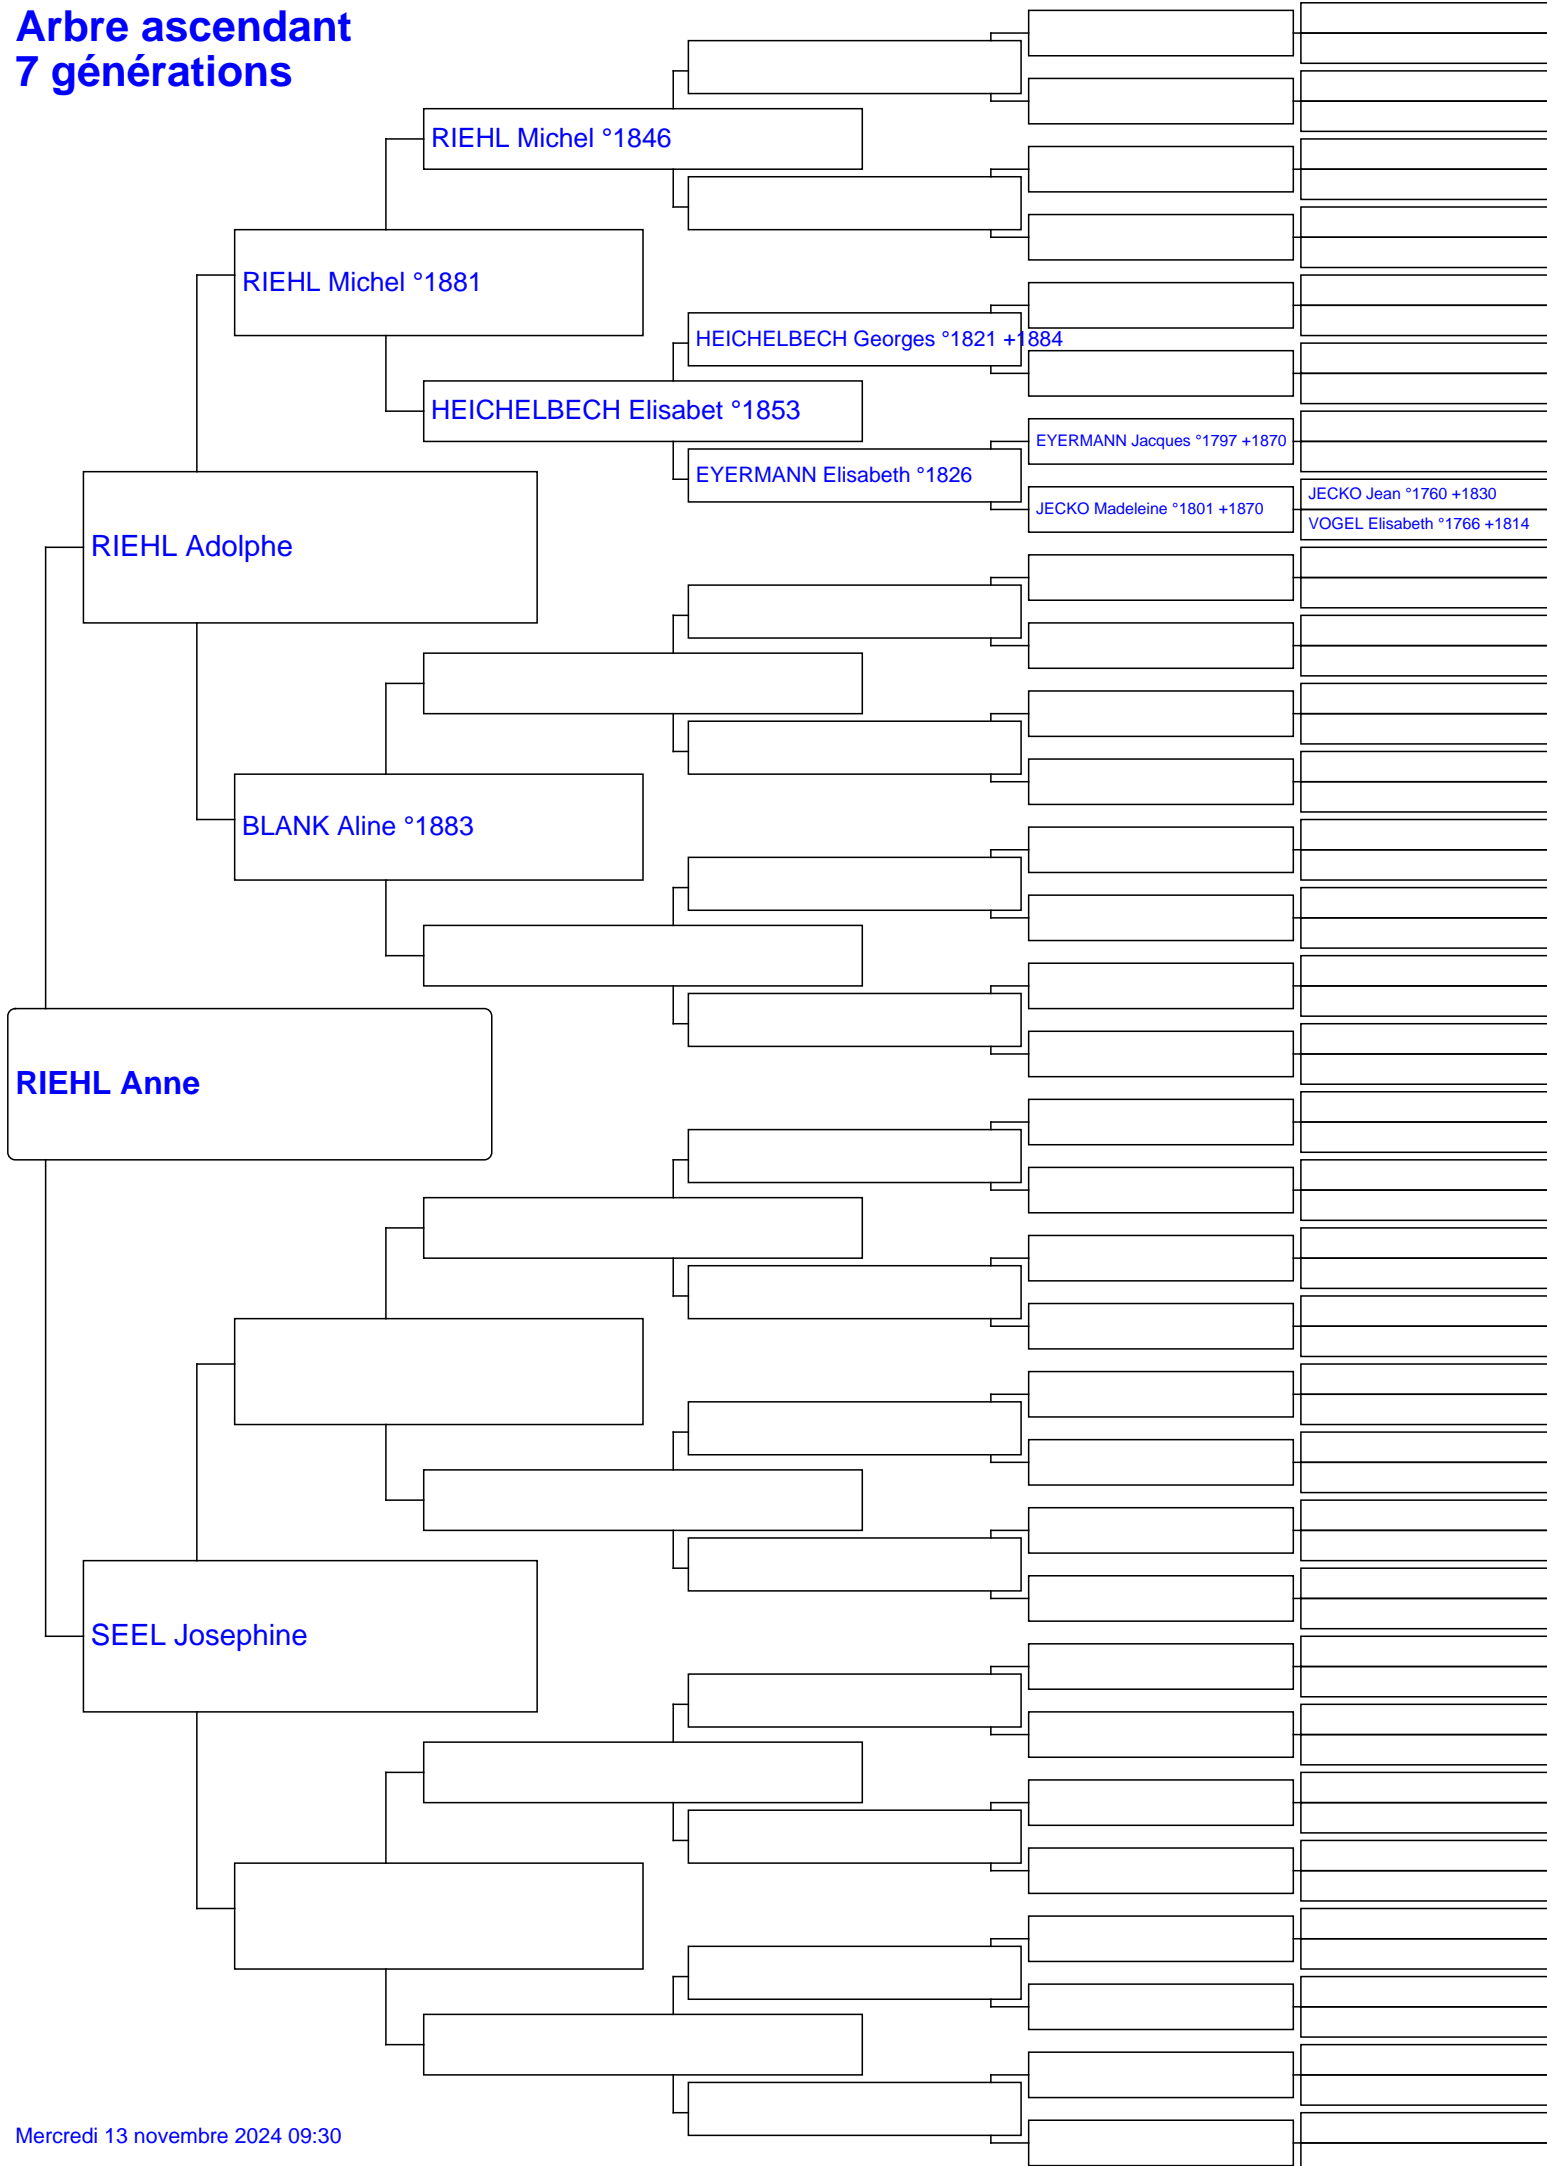 Arbre ascendant
7 générations
RIEHL Michel °1846
RIEHL Michel °1881
HEICHELBECH Georges °1821 +1884
HEICHELBECH Elisabet °1853
EYERMANN Jacques °1797 +1870
EYERMANN Elisabeth °1826
JECKO Jean °1760 +1830
JECKO Madeleine °1801 +1870
VOGEL Elisabeth °1766 +1814
RIEHL Adolphe
BLANK Aline °1883
RIEHL Anne
SEEL Josephine
Mercredi 13 novembre 2024 09:30